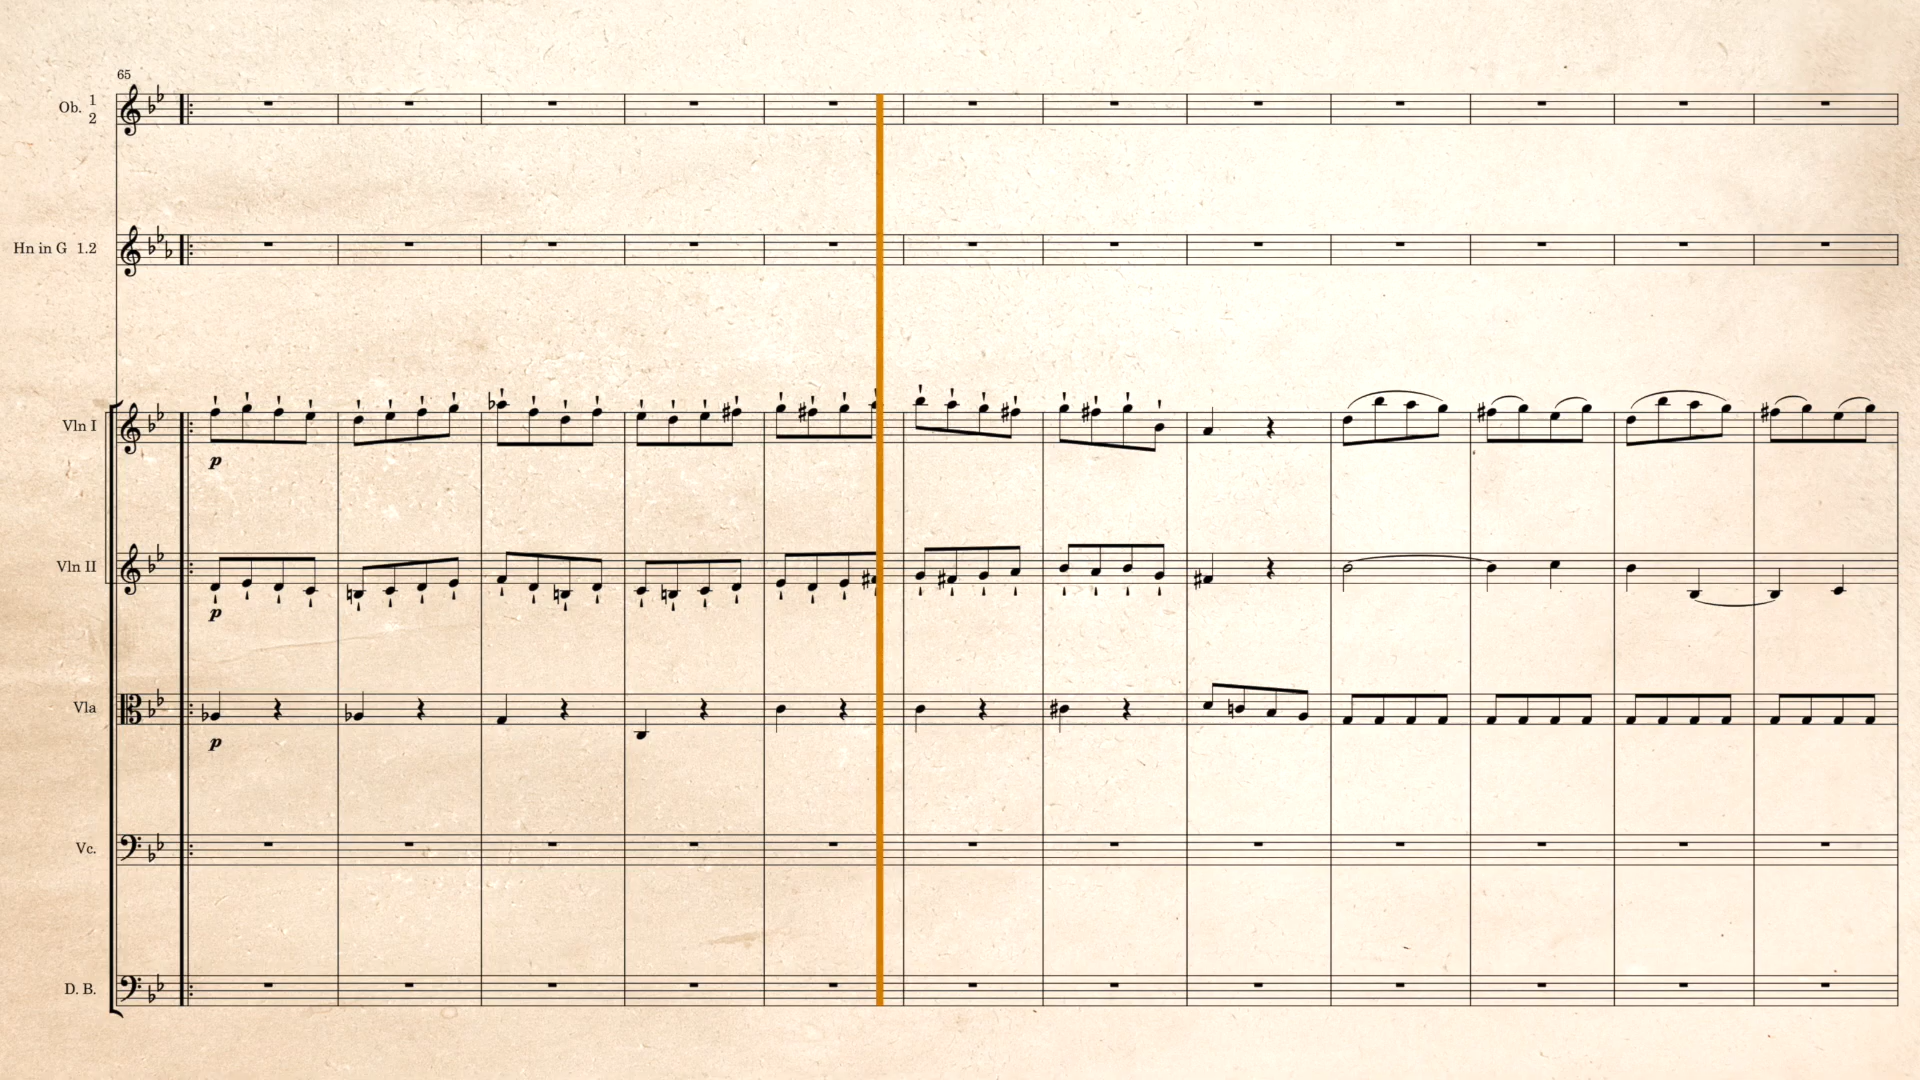 65
Ob. 1
2
Hn in G 1.2
Vln I
p
Vln II
p
Vla
p
Vc.
D. B.